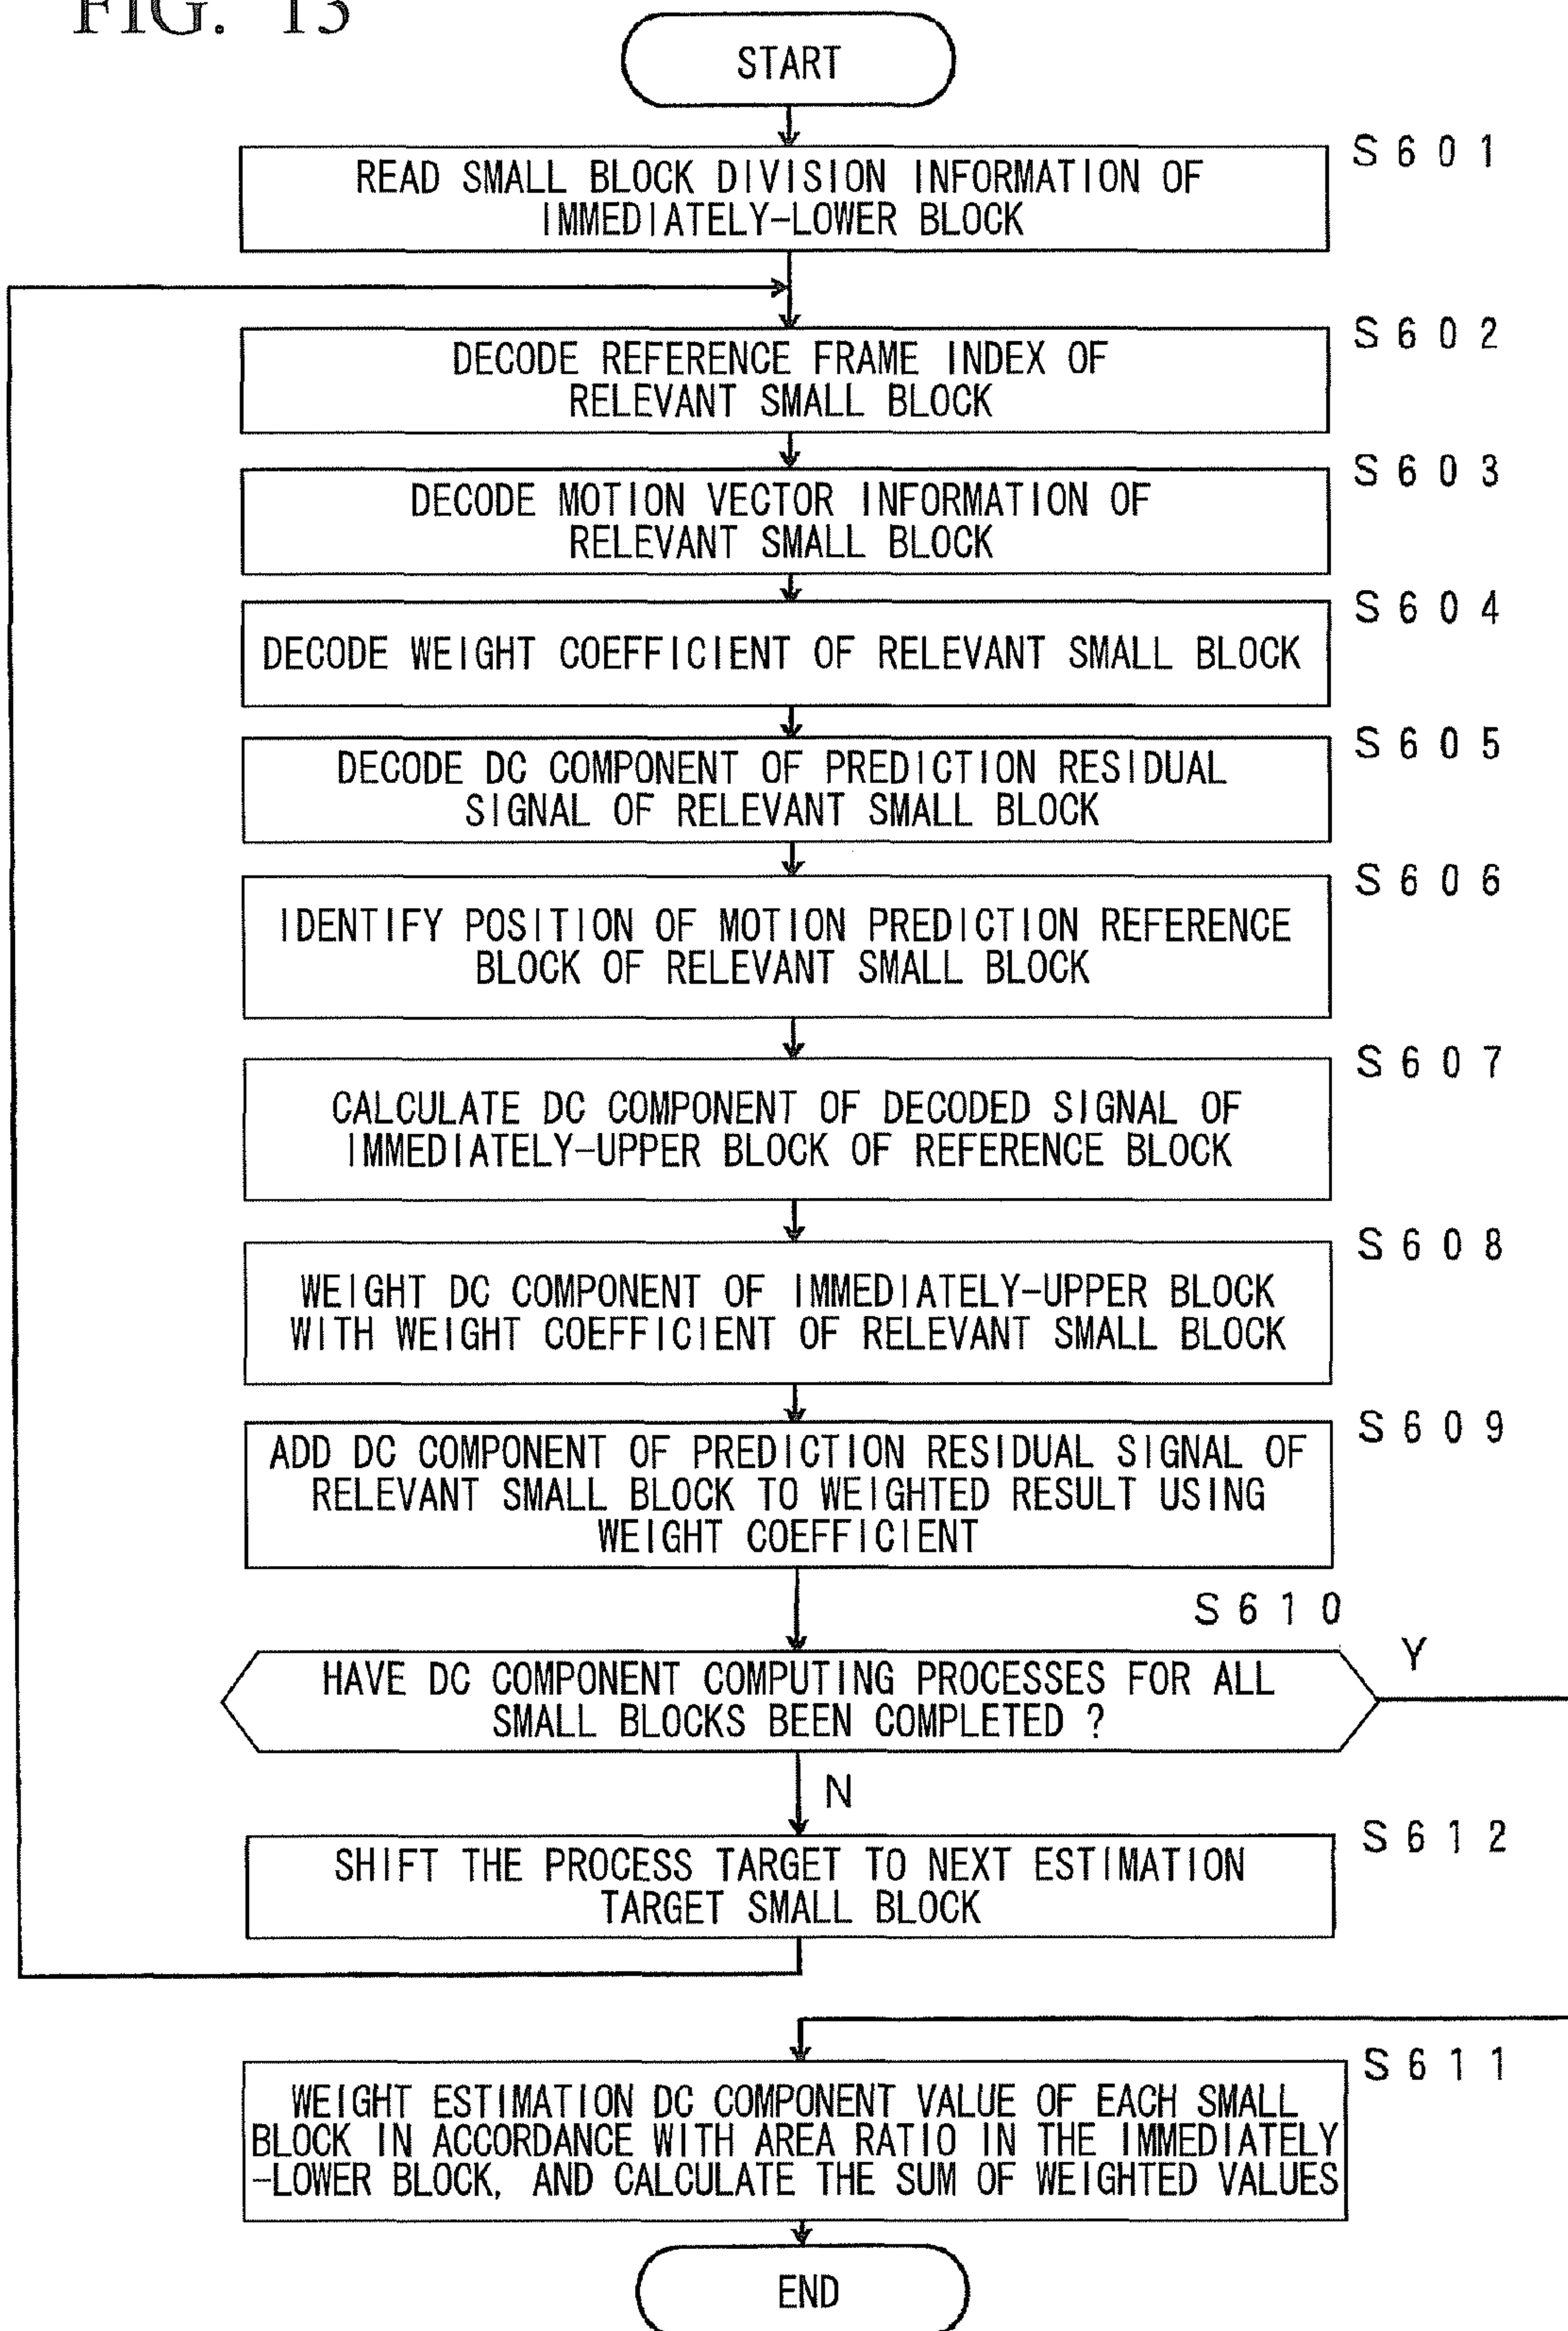 FIG. 13
START
S601
READ SMALL BLOCK DIVISION INFORMATION OF
IMMEDIATELY-LOWER BLOCK
S602
DECODE REFERENCE FRAME INDEX OF
RELEVANT SMALL BLOCK
S603
DECODE MOTION VECTOR INFORMATION OF
RELEVANT SMALL BLOCK
S604
DECODE WEIGHT COEFFICIENT OF RELEVANT SMALL BLOCK
S605
DECODE DC COMPONENT OF PREDICTION RESIDUAL
SIGNAL OF RELEVANT SMALL BLOCK
S606
IDENTIFY POSITION OF MOTION PREDICTION REFERENCE
BLOCK OF RELEVANT SMALL BLOCK
S607
CALCULATE DC COMPONENT OF DECODED SIGNAL OF
IMMEDIATELY-UPPER BLOCK OF REFERENCE BLOCK
S608
WEIGHT DC COMPONENT OF IMMEDIATELY-UPPER BLOCK
WITH WEIGHT COEFFICIENT OF RELEVANT SMALL BLOCK
S609
ADD DC COMPONENT OF PREDICTION RESIDUAL SIGNAL OF
RELEVANT SMALL BLOCK TO WEIGHTED RESULT USING
WEIGHT COEFFICIENT
S610
HAVE DC COMPONENT COMPUTING PROCESSES FOR ALL
SMALL BLOCKS BEEN COMPLETED ?
Y
N
S612
SHIFT THE PROCESS TARGET TO NEXT ESTIMATION
TARGET SMALL BLOCK
S611
WEIGHT ESTIMATION DC COMPONENT VALUE OF EACH SMALL
BLOCK IN ACCORDANCE WITH AREA RATIO IN THE IMMEDIATELY
-LOWER BLOCK, AND CALCULATE THE SUM OF WEIGHTED VALUES
END